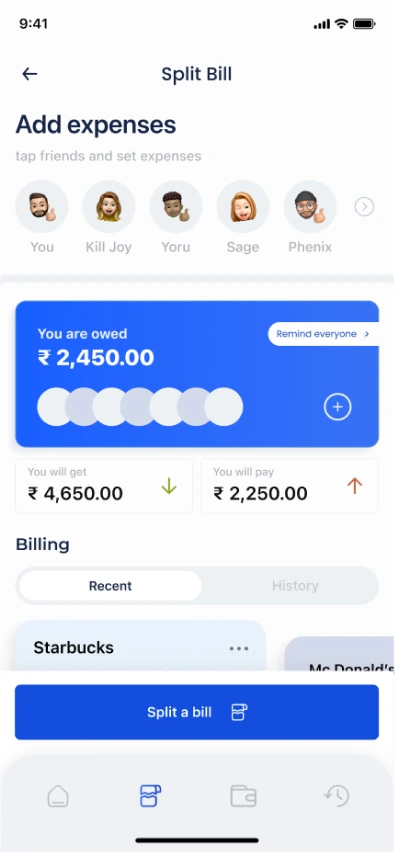 9:41
Split Bill
Add expenses
tap friends and set expenses
You
Kill Joy
Yoru
Sage
Phenix
You are owed
Remind everyone
₹ 2,450.00
You will get
₹ 4,650.00
You will pay
₹ 2,250.00
Billing
Recent
History
Starbucks
Mc Donald's
Split a bill